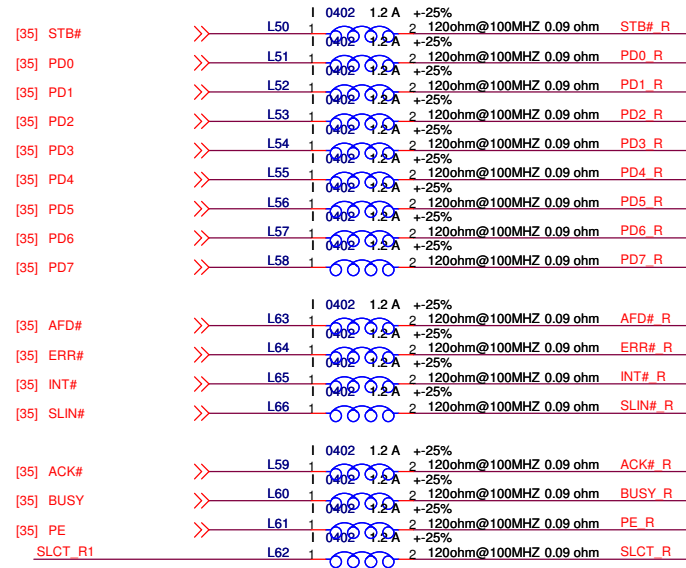 I 0402 1.2 A +-25%
[35] STB# L50 1 2 120ohm@100MHZ 0.09 ohm STB#_R
I 0402 1.2 A +-25%
[35] PD0 L51 1 2 120ohm@100MHZ 0.09 ohm PD0_R
I 0402 1.2 A +-25%
[35] PD1 L52 1 2 120ohm@100MHZ 0.09 ohm PD1_R
I 0402 1.2 A +-25%
[35] PD2 L53 1 2 120ohm@100MHZ 0.09 ohm PD2_R
I 0402 1.2 A +-25%
[35] PD3 L54 1 2 120ohm@100MHZ 0.09 ohm PD3_R
I 0402 1.2 A +-25%
[35] PD4 L55 1 2 120ohm@100MHZ 0.09 ohm PD4_R
I 0402 1.2 A +-25%
[35] PD5 L56 1 2 120ohm@100MHZ 0.09 ohm PD5_R
I 0402 1.2 A +-25%
[35] PD6 L57 1 2 120ohm@100MHZ 0.09 ohm PD6_R
I 0402 1.2 A +-25%
[35] PD7 L58 1 2 120ohm@100MHZ 0.09 ohm PD7_R
I 0402 1.2 A +-25%
[35] AFD# L63 1 2 120ohm@100MHZ 0.09 ohm AFD#_R
I 0402 1.2 A +-25%
[35] ERR# L64 1 2 120ohm@100MHZ 0.09 ohm ERR#_R
I 0402 1.2 A +-25%
[35] INT# L65 1 2 120ohm@100MHZ 0.09 ohm INT#_R
I 0402 1.2 A +-25%
[35] SLIN# L66 1 2 120ohm@100MHZ 0.09 ohm SLIN#_R
I 0402 1.2 A +-25%
[35] ACK# L59 1 2 120ohm@100MHZ 0.09 ohm ACK#_R
I 0402 1.2 A +-25%
[35] BUSY L60 1 2 120ohm@100MHZ 0.09 ohm BUSY_R
I 0402 1.2 A +-25%
[35] PE L61 1 2 120ohm@100MHZ 0.09 ohm PE_R
I 0402 1.2 A +-25%
SLCT_R1 L62 1 2 120ohm@100MHZ 0.09 ohm SLCT_R